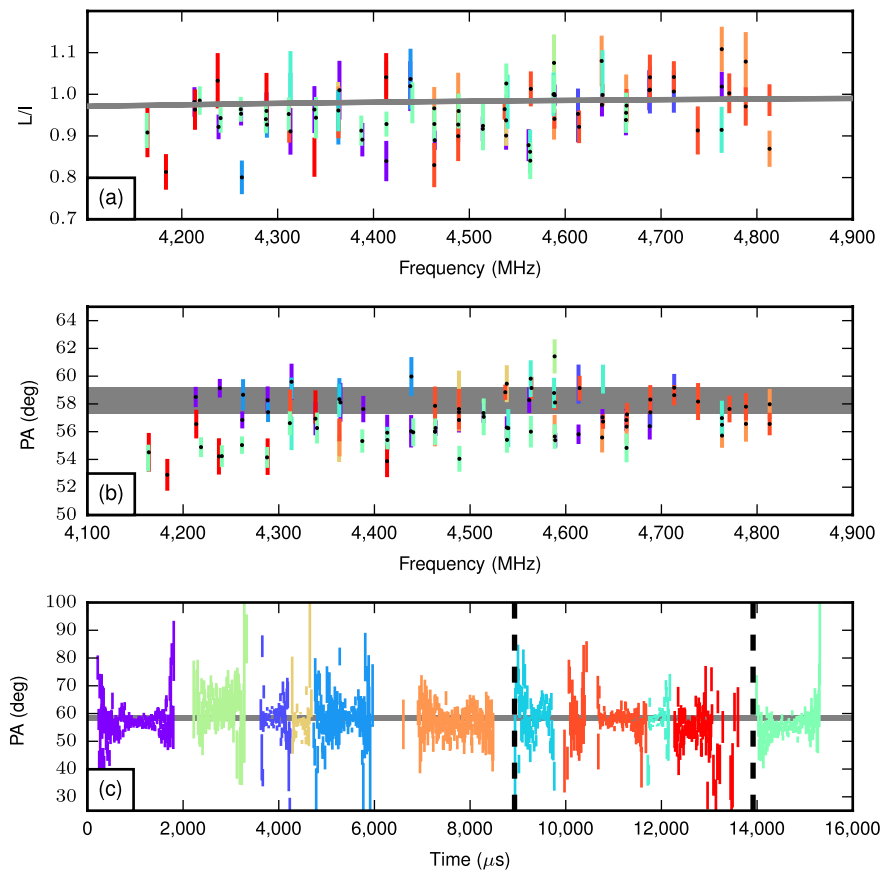 L/I
1.1
1.0
0.9
0.8
0.7
(a)
4,200 4,300 4,400 4,500 4,600 4,700 4,800 4,900
Frequency (MHz)
PA (deg)
64
62
60
58
56
54
52
50
(b)
4,100 4,200 4,300 4,400 4,500 4,600 4,700 4,800 4,900
Frequency (MHz)
PA (deg)
100
90
80
70
60
50
40
30
(c)
0 2,000 4,000 6,000 8,000 10,000 12,000 14,000 16,000
Time (μs)